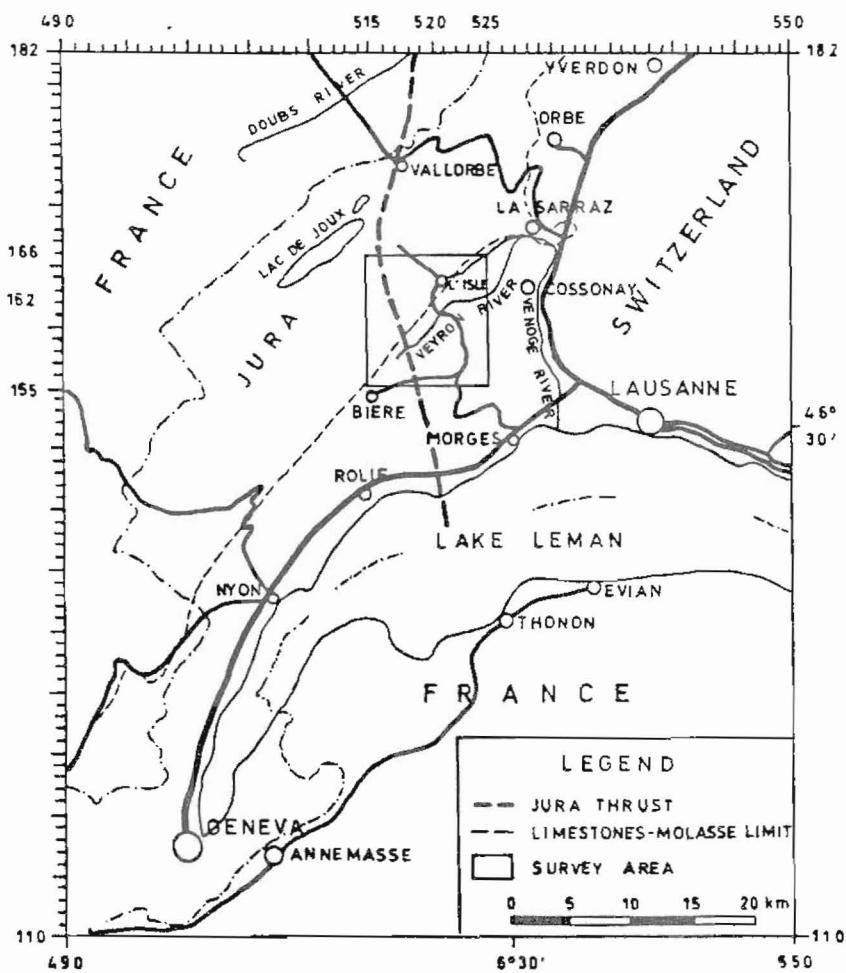 490 515 520 525 550
182 182
YVERDON
DOUBS RIVER
ORBE
FRANCE
VALLORBE
SWITZERLAND
LA SARRAZ
LAC DE JOUX
166
162
L'ISLE
COSSONAY
JURA
VEYRON RIVER
VENOGE RIVER
155
BIERE
LAUSANNE
46°
30'
MORGES
ROLLE
LAKE LEMAN
NYON
EVIAN
THONON
FRANCE
LEGEND
JURA THRUST
LIMESTONES-MOLASSE LIMIT
SURVEY AREA
GENEVA
ANNEMASSE
0 5 10 15 20 km
110 110
490 6°30' 550